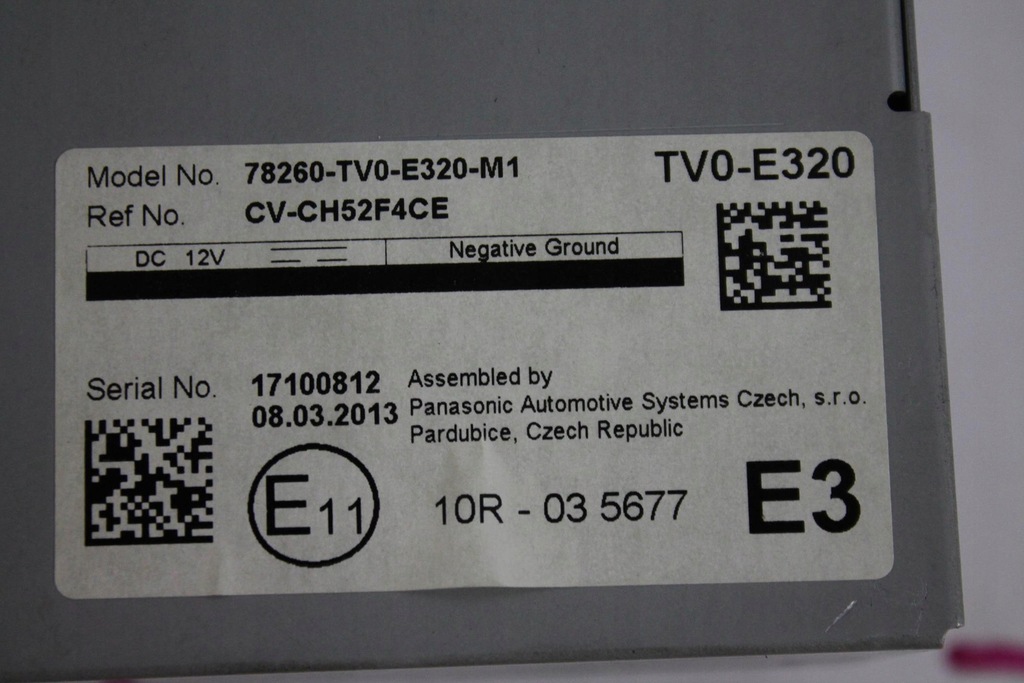 Model No. 78260-TV0-E320-M1
TV0-E320
Ref No. CV-CH52F4CE
DC 12V
Negative Ground
Serial No. 17100812
08.03.2013
Assembled by
Panasonic Automotive Systems Czech, s.r.o.
Pardubice, Czech Republic
E11
10R - 03 5677
E3